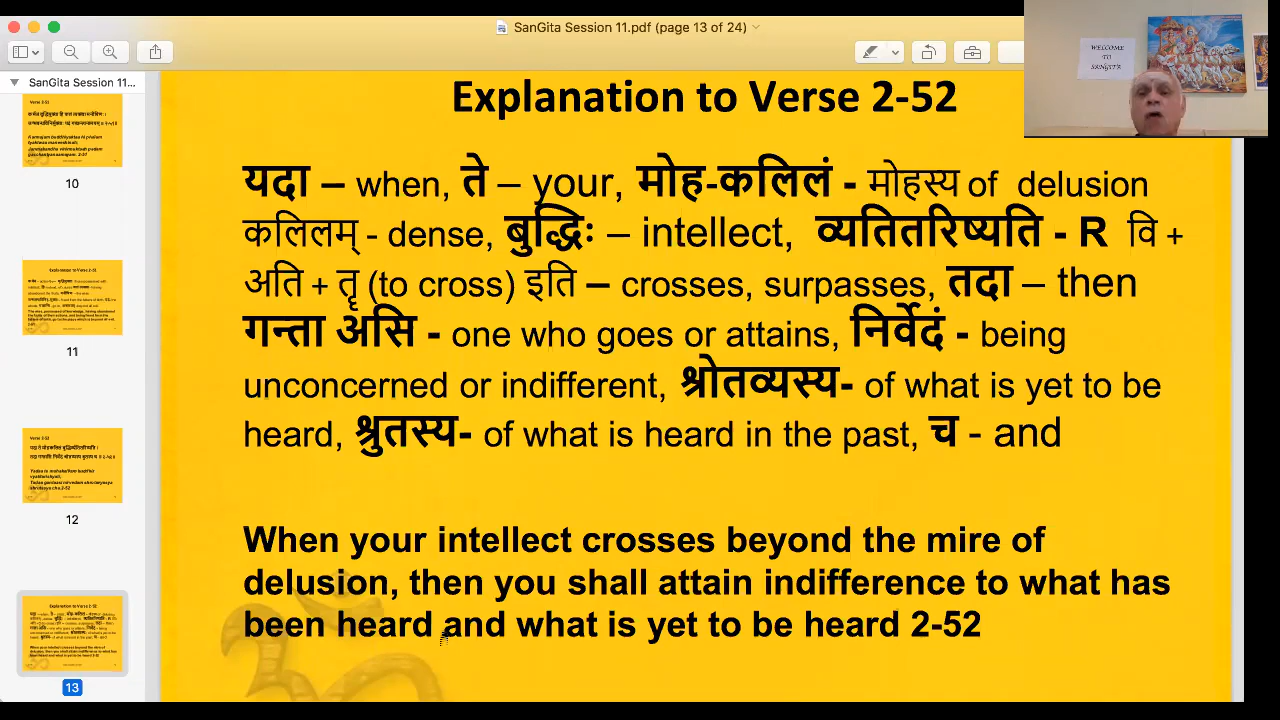 SanGita Session 11.pdf (page 13 of 24)
SanGita Session 11...
WELCOME
TO
SANGITA
10
11
12
13
Explanation to Verse 2-52
यदा – when, ते – your, मोह-कलिलं - मोहस्य of delusion
कलिलम् - dense, बुद्धिः – intellect, व्यतितरिष्यति - R वि +
अति + तॄ (to cross) इति – crosses, surpasses, तदा – then
गन्ता असि - one who goes or attains, निर्वेदं - being
unconcerned or indifferent, श्रोतव्यस्य- of what is yet to be
heard, श्रुतस्य- of what is heard in the past, च - and
When your intellect crosses beyond the mire of
delusion, then you shall attain indifference to what has
been heard and what is yet to be heard 2-52